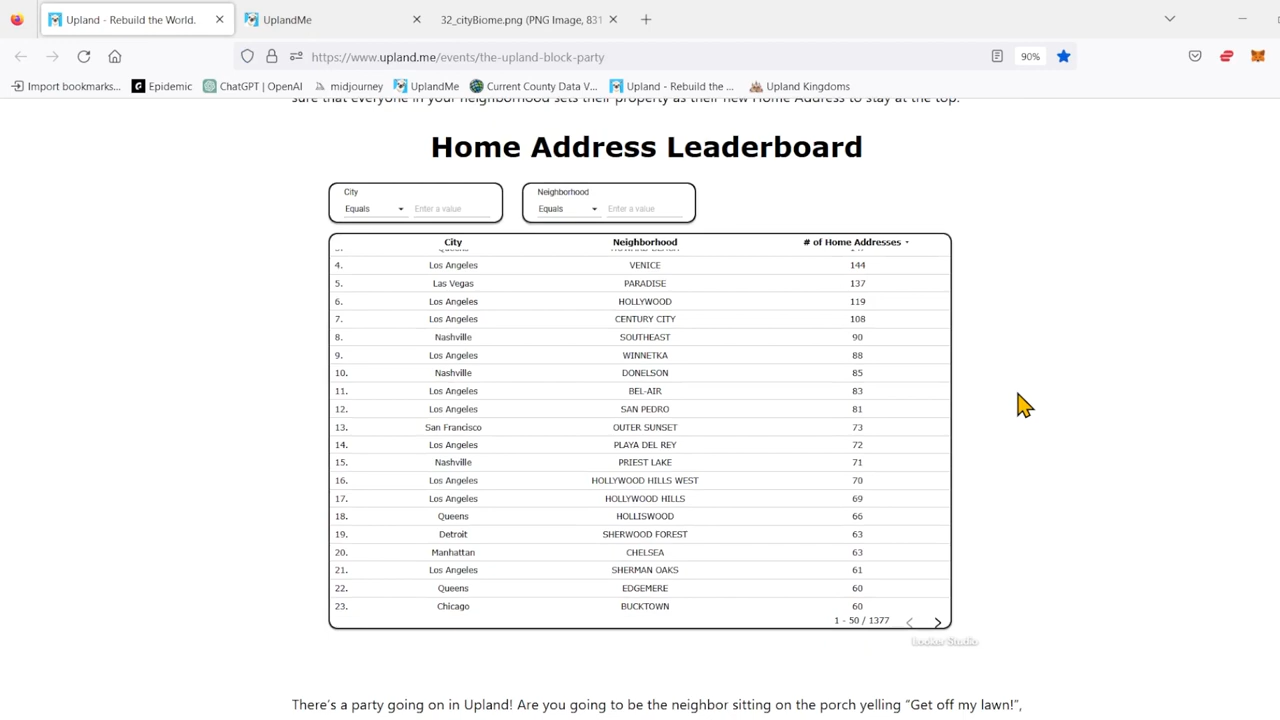 Upland - Rebuild the World.
UplandMe
32_cityBiome.png (PNG Image, 831
https://www.upland.me/events/the-upland-block-party
90%
Import bookmarks...
Epidemic
ChatGPT | OpenAI
midjourney
UplandMe
Current County Data V...
Upland - Rebuild the ...
Upland Kingdoms
sure that everyone in your neighborhood sets their property as their new Home Address to stay at the top.
Home Address Leaderboard
City
Neighborhood
Equals Enter a value
Equals Enter a value
City Neighborhood # of Home Addresses
4. Los Angeles VENICE 144
5. Las Vegas PARADISE 137
6. Los Angeles HOLLYWOOD 119
7. Los Angeles CENTURY CITY 108
8. Nashville SOUTHEAST 90
9. Los Angeles WINNETKA 88
10. Nashville DONELSON 85
11. Los Angeles BEL-AIR 83
12. Los Angeles SAN PEDRO 81
13. San Francisco OUTER SUNSET 73
14. Los Angeles PLAYA DEL REY 72
15. Nashville PRIEST LAKE 71
16. Los Angeles HOLLYWOOD HILLS WEST 70
17. Los Angeles HOLLYWOOD HILLS 69
18. Queens HOLLISWOOD 66
19. Detroit SHERWOOD FOREST 63
20. Manhattan CHELSEA 63
21. Los Angeles SHERMAN OAKS 61
22. Queens EDGEMERE 60
23. Chicago BUCKTOWN 60
1 - 50 / 1377
Looker Studio
There's a party going on in Upland! Are you going to be the neighbor sitting on the porch yelling "Get off my lawn!",